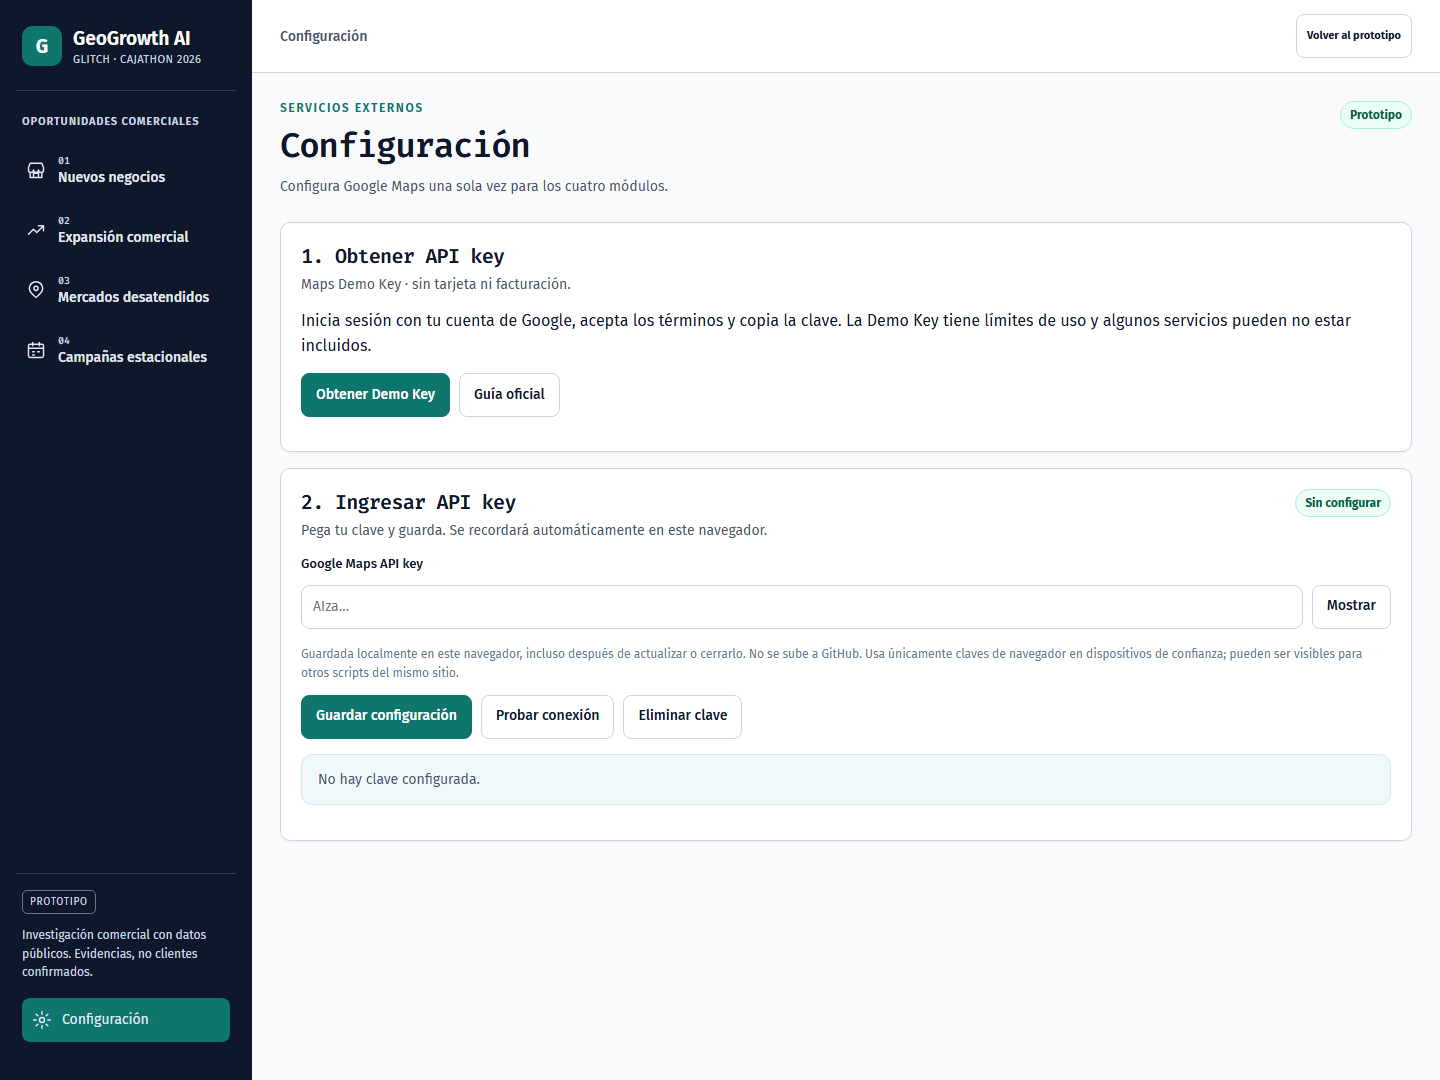 G
GeoGrowth AI
GLITCH · CAJATHON 2026
OPORTUNIDADES COMERCIALES
01
Nuevos negocios
02
Expansión comercial
03
Mercados desatendidos
04
Campañas estacionales
PROTOTIPO
Investigación comercial con datos
públicos. Evidencias, no clientes
confirmados.
Configuración
Configuración
Volver al prototipo
SERVICIOS EXTERNOS
Prototipo
Configuración
Configura Google Maps una sola vez para los cuatro módulos.
1. Obtener API key
Maps Demo Key · sin tarjeta ni facturación.
Inicia sesión con tu cuenta de Google, acepta los términos y copia la clave. La Demo Key tiene límites de uso y algunos servicios pueden no estar
incluidos.
Obtener Demo Key
Guía oficial
2. Ingresar API key
Sin configurar
Pega tu clave y guarda. Se recordará automáticamente en este navegador.
Google Maps API key
AIza...
Mostrar
Guardada localmente en este navegador, incluso después de actualizar o cerrarlo. No se sube a GitHub. Usa únicamente claves de navegador en dispositivos de confianza; pueden ser visibles para
otros scripts del mismo sitio.
Guardar configuración
Probar conexión
Eliminar clave
No hay clave configurada.